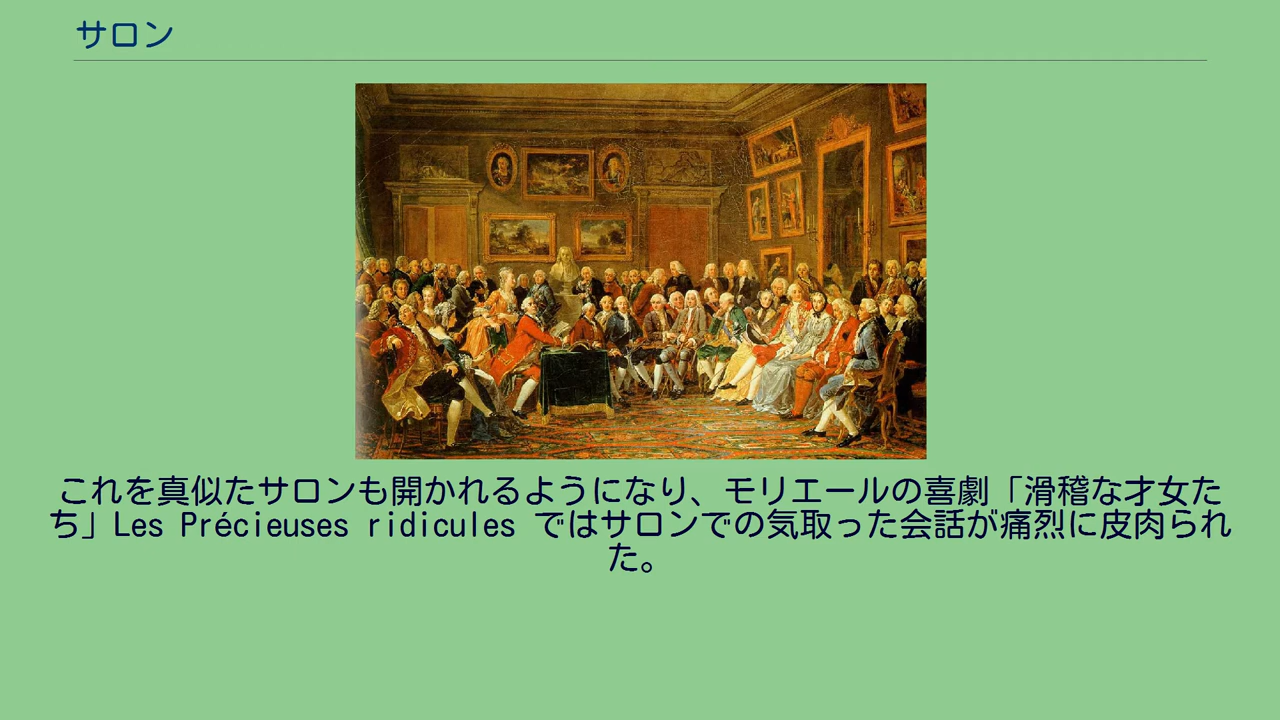 サロン
これを真似たサロンも開かれるようになり、モリエールの喜劇「滑稽な才女た
ち」Les Précieuses ridicules ではサロンでの気取った会話が痛烈に皮肉られ
た。